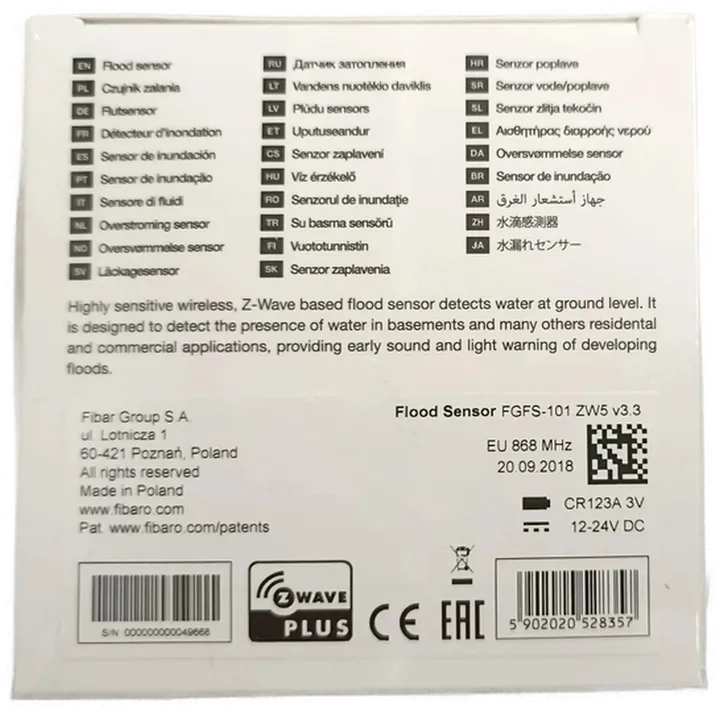 EN Flood sensor
PL Czujnik zalania
DE Flutsensor
FR Détecteur d'inondation
ES Sensor de inundación
PT Sensor de inundação
IT Sensore di fluidi
NL Overstroming sensor
NO Oversvømmelse sensor
SV Läckagesensor
RU Датчик затопления
LT Vandens nuotėkio daviklis
LV Plūdu sensors
ET Uputuseandur
CS Senzor zaplavení
HU Víz érzékelő
RO Senzorul de inundație
TR Su basma sensörü
FI Vuototunnistin
SK Senzor zaplavenia
HR Senzor poplave
SR Senzor vode/poplave
SL Senzor zlitja tekočin
EL Αισθητήρας διαρροής νερού
DA Oversvømmelse sensor
BR Sensor de inundação
AR جهاز أستشعار الغرق
ZH 水滴感測器
JA 水漏れセンサー
Highly sensitive wireless, Z-Wave based flood sensor detects water at ground level. It
is designed to detect the presence of water in basements and many others residental
and commercial applications, providing early sound and light warning of developing
floods.
Fibar Group S.A.
ul. Lotnicza 1
60-421 Poznań, Poland
All rights reserved
Made in Poland
www.fibaro.com
Pat. www.fibaro.com/patents
Flood Sensor FGFS-101 ZW5 v3.3
EU 868 MHz
20.09.2018
CR123A 3V
12-24V DC
S/N 000000000049666
Z WAVE
PLUS
CE
EAC
5 902020 528357